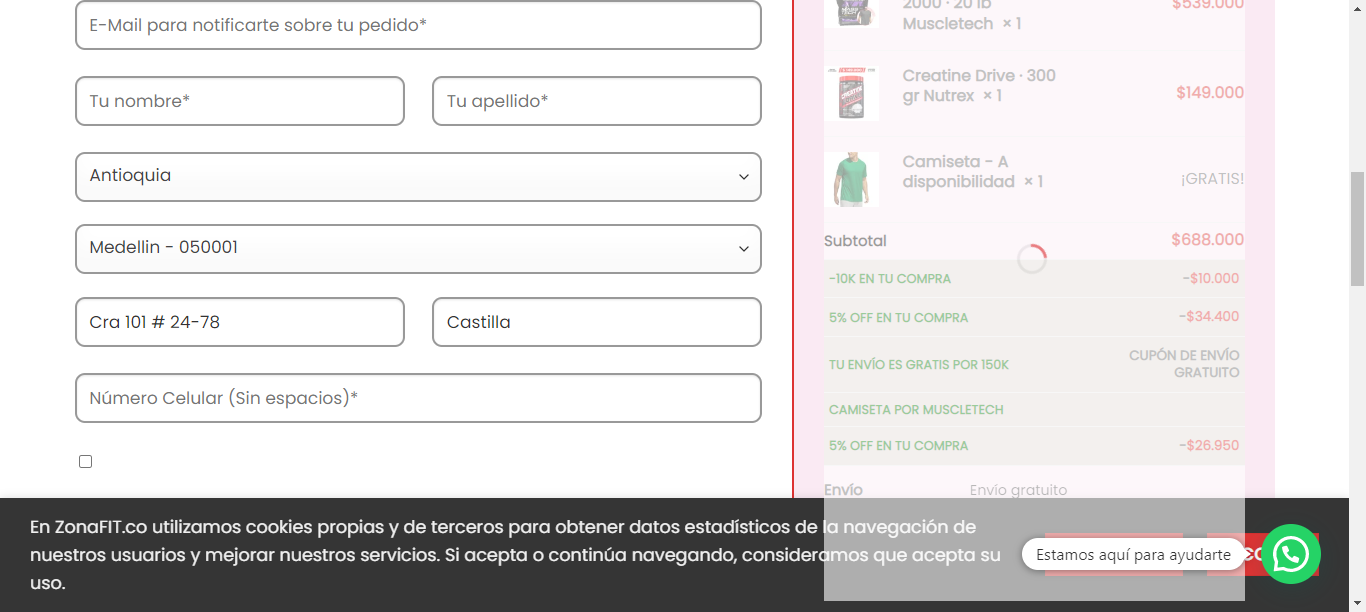 E-Mail para notificarte sobre tu pedido*
Tu nombre*
Tu apellido*
Antioquia
Medellin - 050001
Cra 101 # 24-78
Castilla
Número Celular (Sin espacios)*
2000 · 20 lb
Muscletech × 1
$539.000
Creatine Drive · 300
gr Nutrex × 1
$149.000
Camiseta - A
disponibilidad × 1
¡GRATIS!
Subtotal
$688.000
-10K EN TU COMPRA
-$10.000
5% OFF EN TU COMPRA
-$34.400
TU ENVÍO ES GRATIS POR 150K
CUPÓN DE ENVÍO
GRATUITO
CAMISETA POR MUSCLETECH
5% OFF EN TU COMPRA
-$26.950
Envío
Envío gratuito
En ZonaFIT.co utilizamos cookies propias y de terceros para obtener datos estadísticos de la navegación de
nuestros usuarios y mejorar nuestros servicios. Si acepta o continúa navegando, consideramos que acepta su
uso.
Estamos aquí para ayudarte